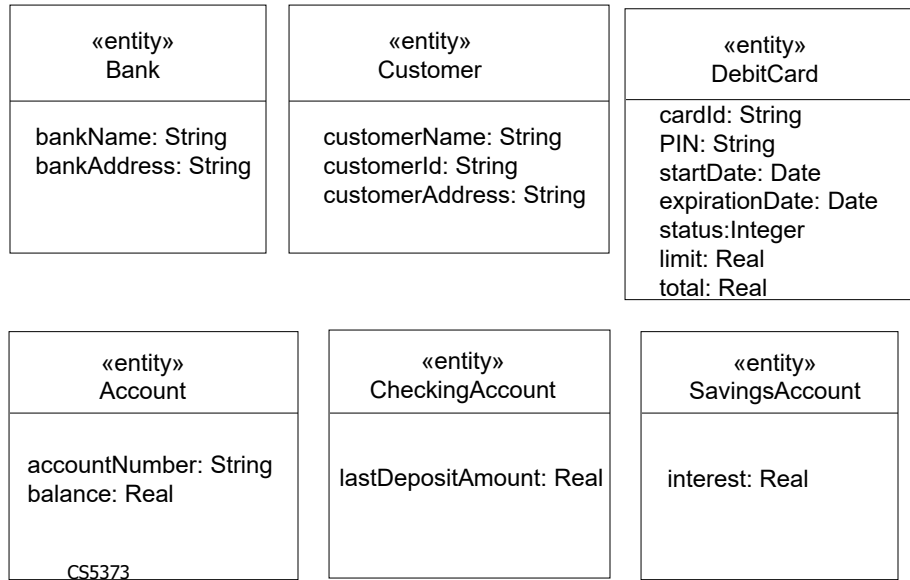 «entity»
Bank
bankName: String
bankAddress: String
«entity»
Customer
customerName: String
customerId: String
customerAddress: String
«entity»
DebitCard
cardId: String
PIN: String
startDate: Date
expirationDate: Date
status:Integer
limit: Real
total: Real
«entity»
Account
accountNumber: String
balance: Real
«entity»
CheckingAccount
lastDepositAmount: Real
«entity»
SavingsAccount
interest: Real
CS5373